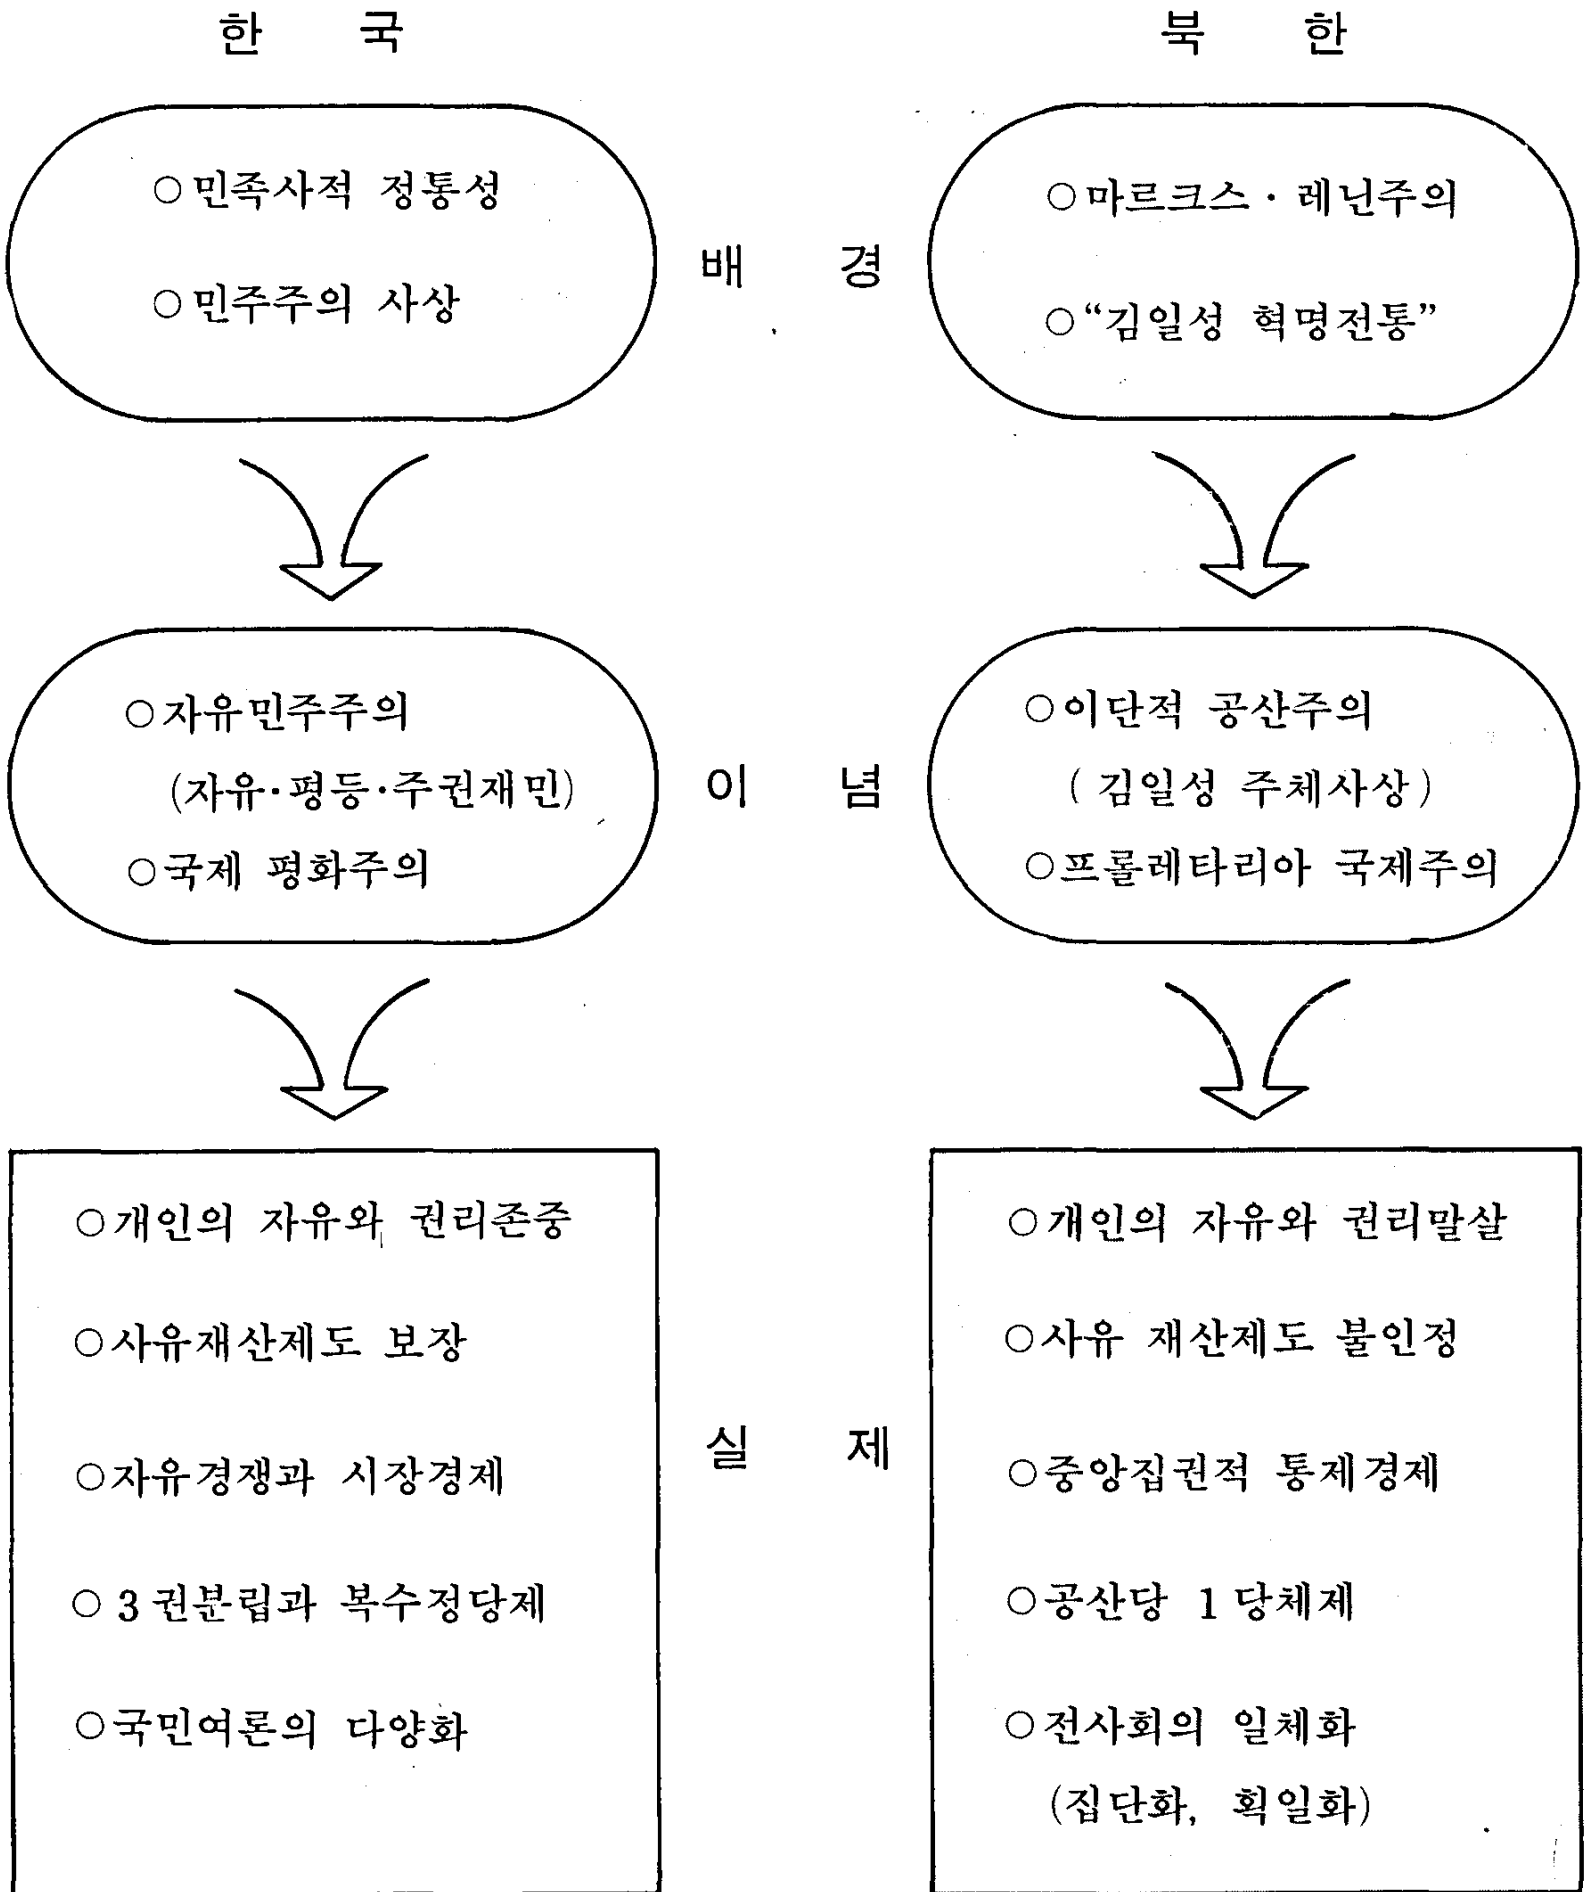 한 국
북 한
○민족사적 정통성
○민주주의 사상
배 경
○마르크스·레닌주의
○“김일성 혁명전통”
○자유민주주의
(자유·평등·주권재민)
○국제 평화주의
이 념
○이단적 공산주의
(김일성 주체사상)
○프롤레타리아 국제주의
○개인의 자유와 권리존중
○사유재산제도 보장
○자유경쟁과 시장경제
○3권분립과 복수정당제
○국민여론의 다양화
실 제
○개인의 자유와 권리말살
○사유 재산제도 불인정
○중앙집권적 통제경제
○공산당 1당체제
○전사회의 일체화
(집단화, 획일화)